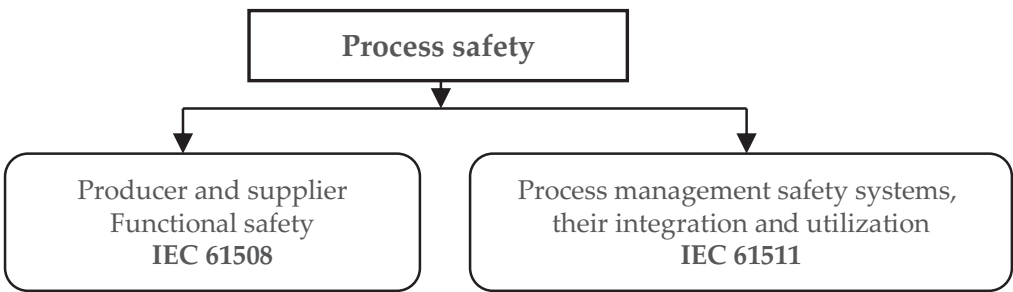 Process safety
Producer and supplier
Functional safety
IEC 61508
Process management safety systems,
their integration and utilization
IEC 61511